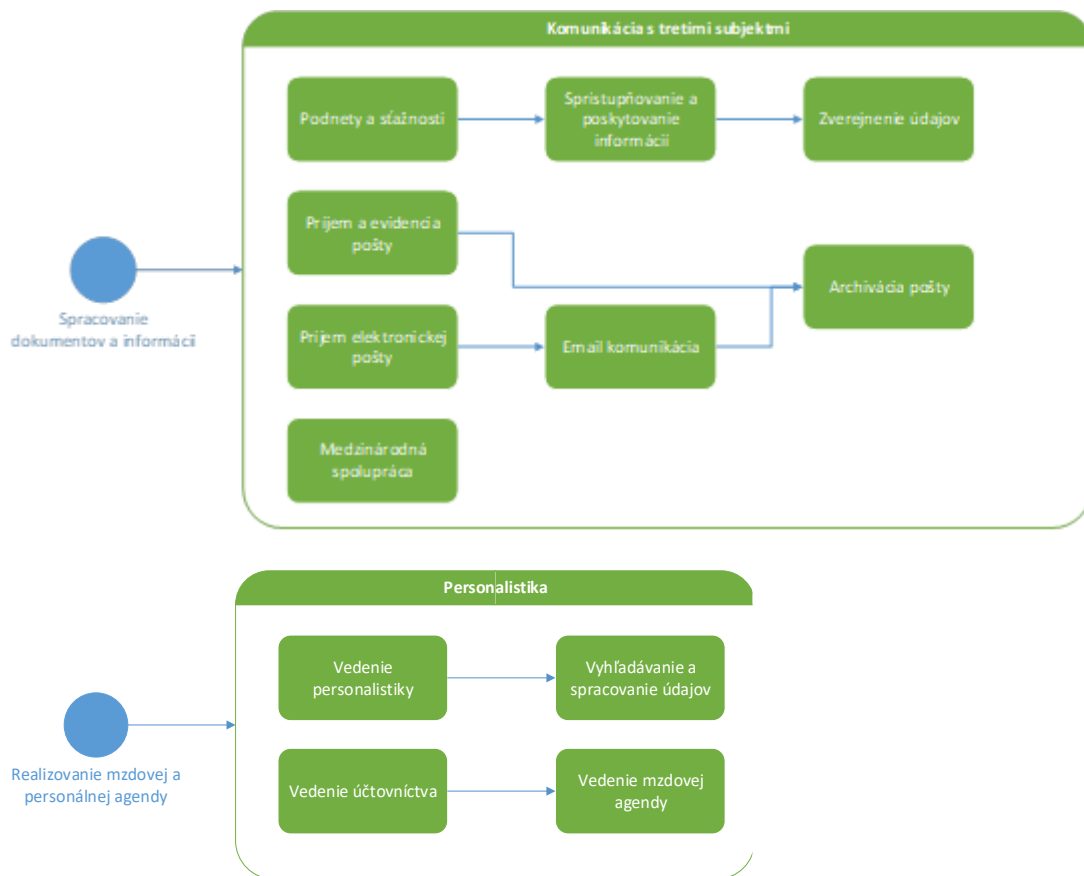 Komunikácia s tretími subjektmi
Podnety a sťažnosti
Sprístupňovanie a
poskytovanie
informácií
Zverejnenie údajov
Príjem a evidencia
pošty
Archivácia pošty
Spracovanie
dokumentov a informácií
Príjem elektronickej
pošty
Email komunikácia
Medzinárodná
spolupráca
Personalistika
Vedenie
personalistiky
Vyhľadávanie a
spracovanie údajov
Realizovanie mzdovej a
personálnej agendy
Vedenie účtovníctva
Vedenie mzdovej
agendy